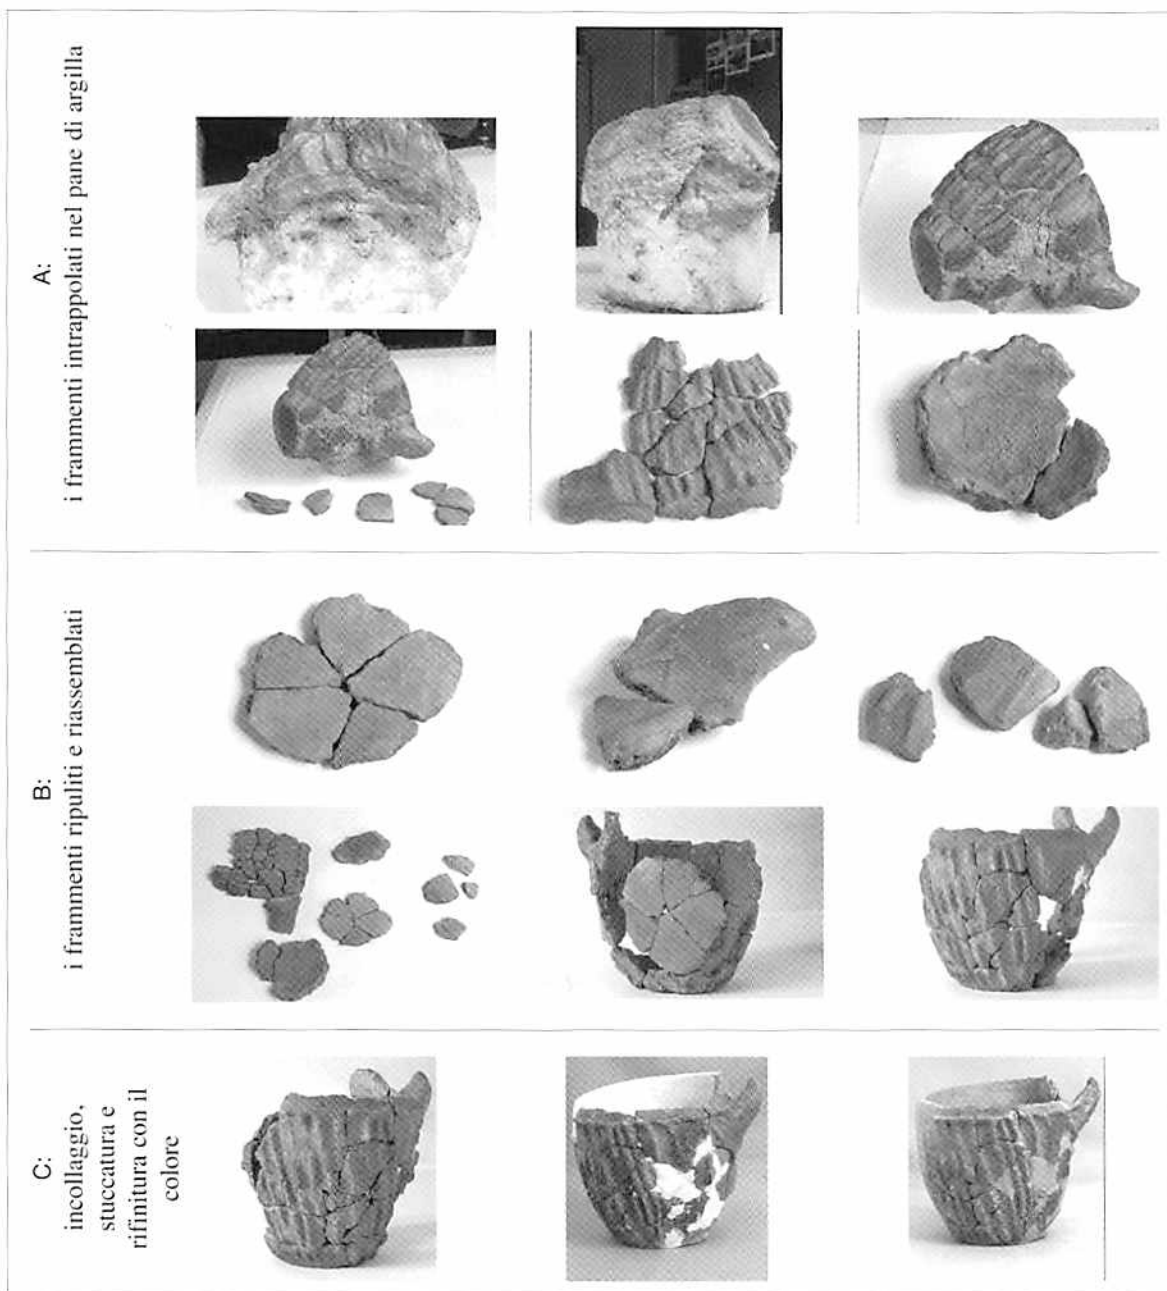 A:
i frammenti intrappolati nel pane di argilla
B:
i frammenti ripuliti e riassemblati
C:
incollaggio,
stuccatura e
rifinitura con il
colore